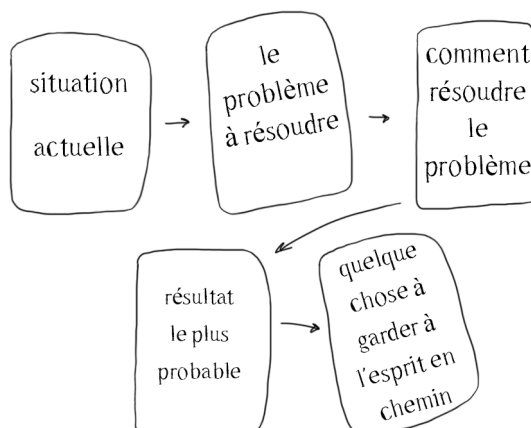 situation
actuelle
le
problème
à résoudre
comment
résoudre
le
problème
résultat
le plus
probable
quelque
chose à
garder à
l'esprit en
chemin